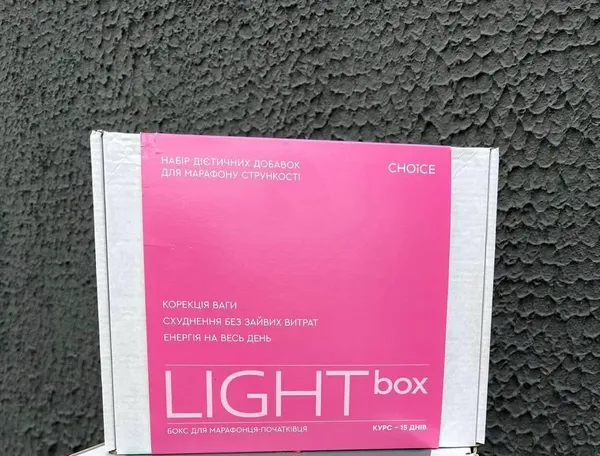 НАБІР ДІЄТИЧНИХ ДОБАВОК
ДЛЯ МАРАФОНУ СТРУНКОСТІ
CHOICE
КОРЕКЦІЯ ВАГИ
СХУДНЕННЯ БЕЗ ЗАЙВИХ ВИТРАТ
ЕНЕРГІЯ НА ВЕСЬ ДЕНЬ
LIGHT box
БОКС ДЛЯ МАРАФОНЦЯ-ПОЧАТКІВЦЯ
КУРС – 15 ДНІВ